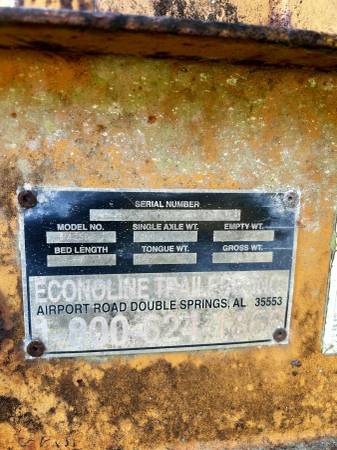 SERIAL NUMBER
MODEL NO. SINGLE AXLE WT. EMPTY WT.
BED LENGTH TONGUE WT. GROSS WT.
ECONOLINE TRAILERS INC
AIRPORT ROAD DOUBLE SPRINGS, AL 35553